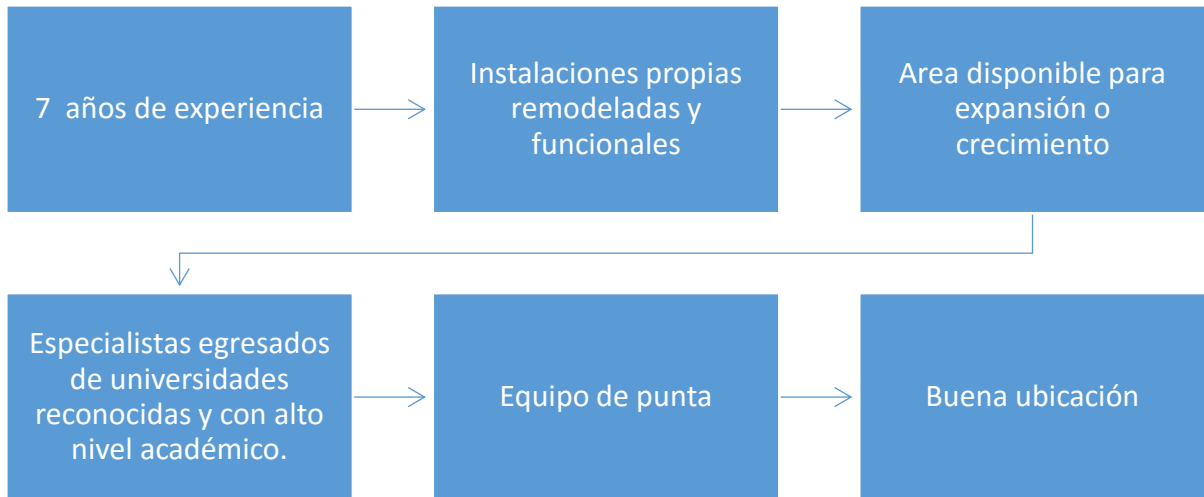 7 años de experiencia
Instalaciones propias
remodeladas y
funcionales
Area disponible para
expansión o
crecimiento
Especialistas egresados
de universidades
reconocidas y con alto
nivel académico.
Equipo de punta
Buena ubicación